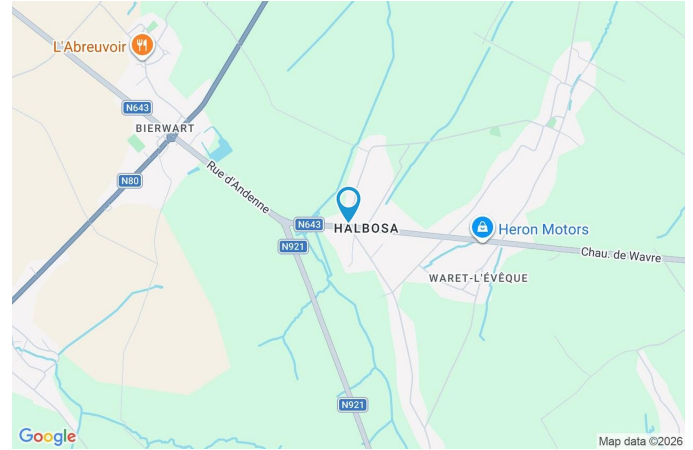 L'Abreuvoir
N643
BIERWART
N80
Rue d'Andenne
N643
HALBOSA
Heron Motors
N921
Chau. de Wavre
WARET-L'ÉVÊQUE
N921
Google
Map data ©2026